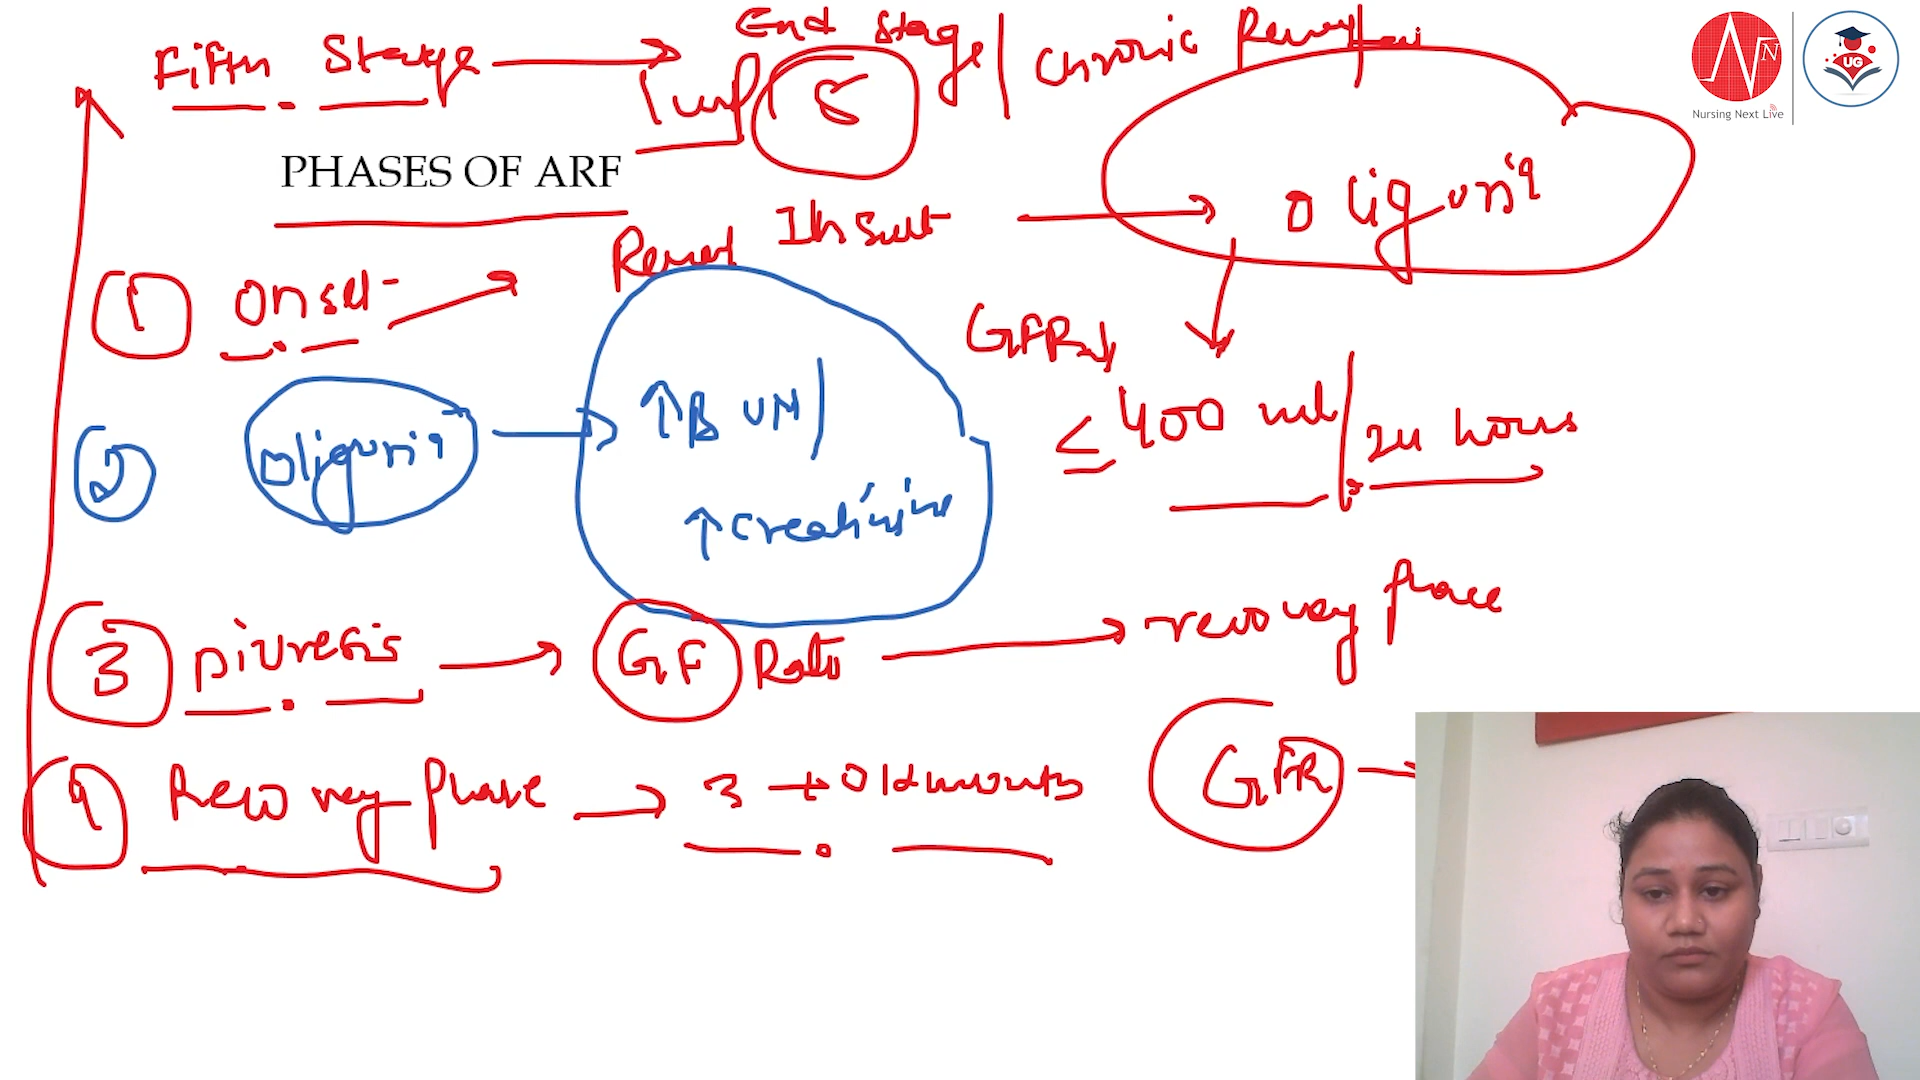 End Stage / Chronic Renal
Fifth Stage → 5
PHASES OF ARF
Renal Insult → Oliguria
1 Onset
GFR↓
≤ 400 ml / 24 hours
2 Oliguria → ↑BUN /
↑Creatinine
3 Diuresis → GF Rate → recovery phase
4 Recovery phase → 3 → 12 months
GFR →
Nursing Next Live
UG
N